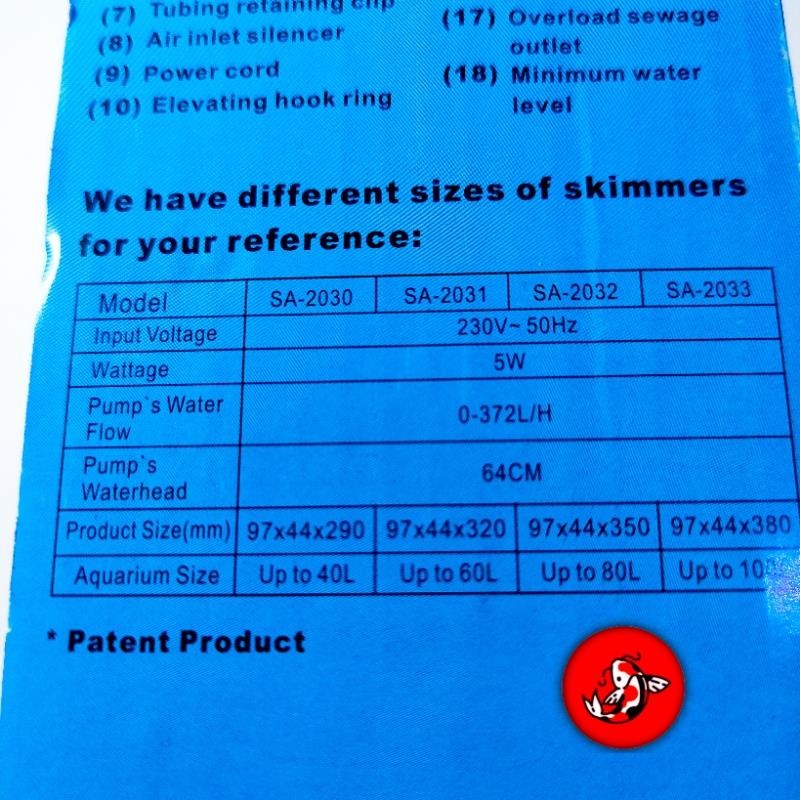 (7) Tubing retaining clip
(8) Air inlet silencer
(9) Power cord
(10) Elevating hook ring
(17) Overload sewage
outlet
(18) Minimum water
level
We have different sizes of skimmers
for your reference:
Model SA-2030 SA-2031 SA-2032 SA-2033
Input Voltage 230V~ 50Hz
Wattage 5W
Pump`s Water
Flow 0-372L/H
Pump`s
Waterhead 64CM
Product Size(mm) 97x44x290 97x44x320 97x44x350 97x44x380
Aquarium Size Up to 40L Up to 60L Up to 80L Up to
* Patent Product